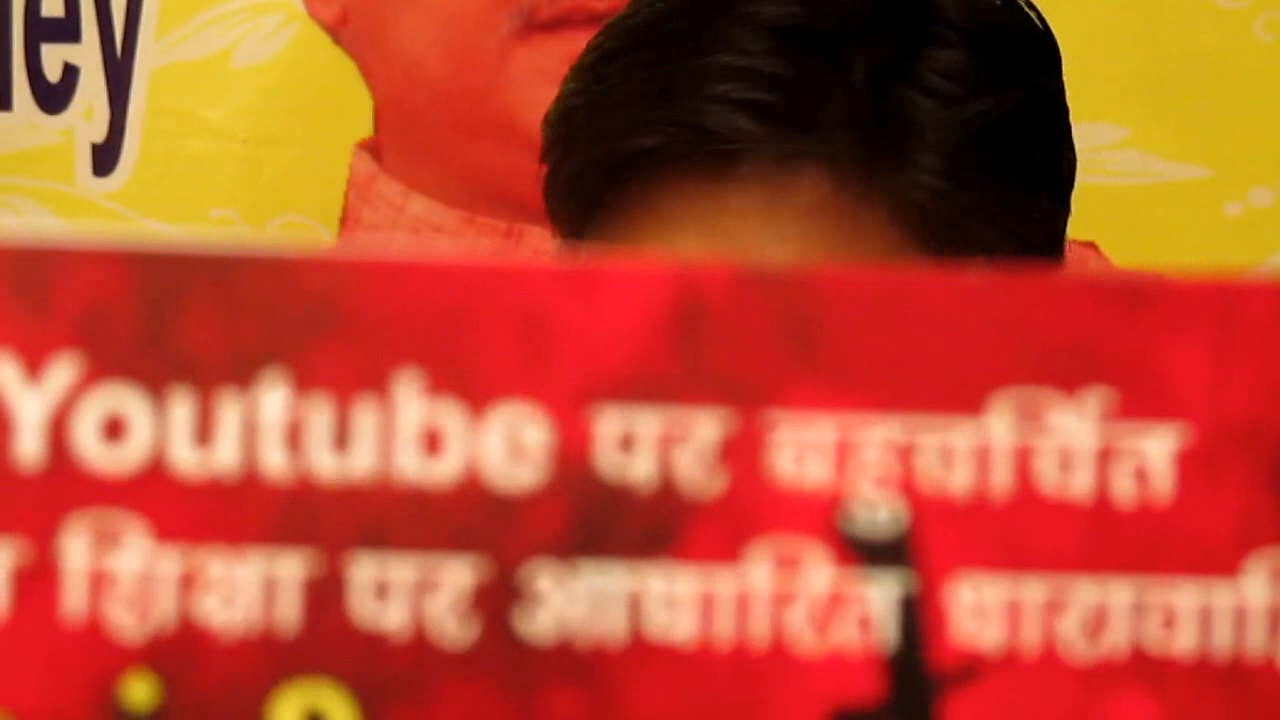 ley
Youtube पर बहुचर्चित
शिक्षा पर आधारित धारावाहि